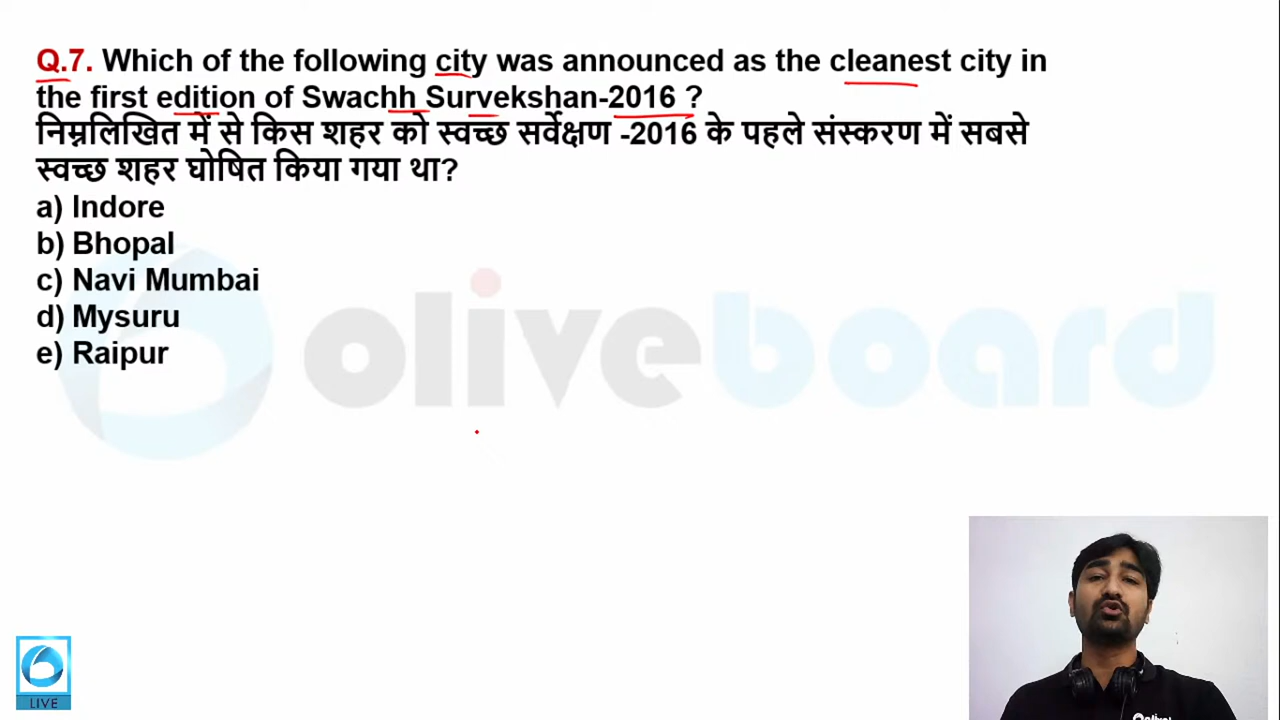 Q.7. Which of the following city was announced as the cleanest city in
the first edition of Swachh Survekshan-2016 ?
निम्नलिखित में से किस शहर को स्वच्छ सर्वेक्षण -2016 के पहले संस्करण में सबसे
स्वच्छ शहर घोषित किया गया था?
a) Indore
b) Bhopal
c) Navi Mumbai
d) Mysuru
e) Raipur
oliveboard
LIVE